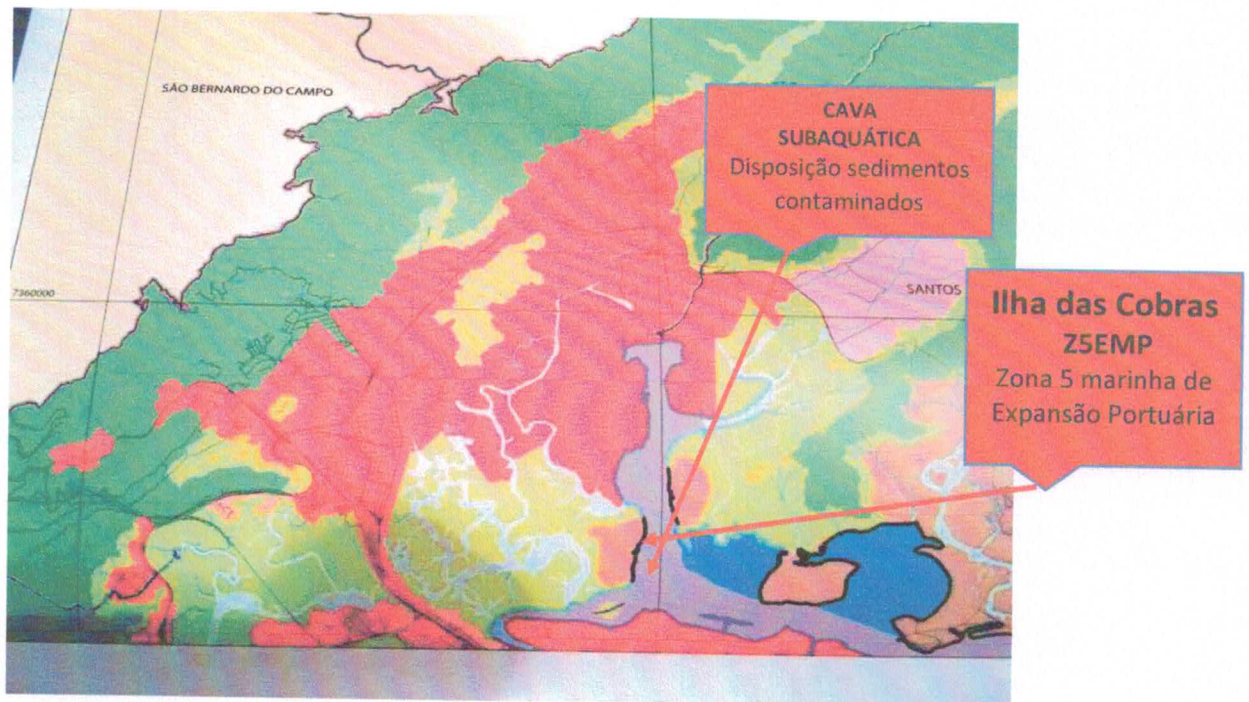 SÃO BERNARDO DO CAMPO
CAVA
SUBAQUÁTICA
Disposição sedimentos
contaminados
7360000
SANTOS
Ilha das Cobras
Z5EMP
Zona 5 marinha de
Expansão Portuária